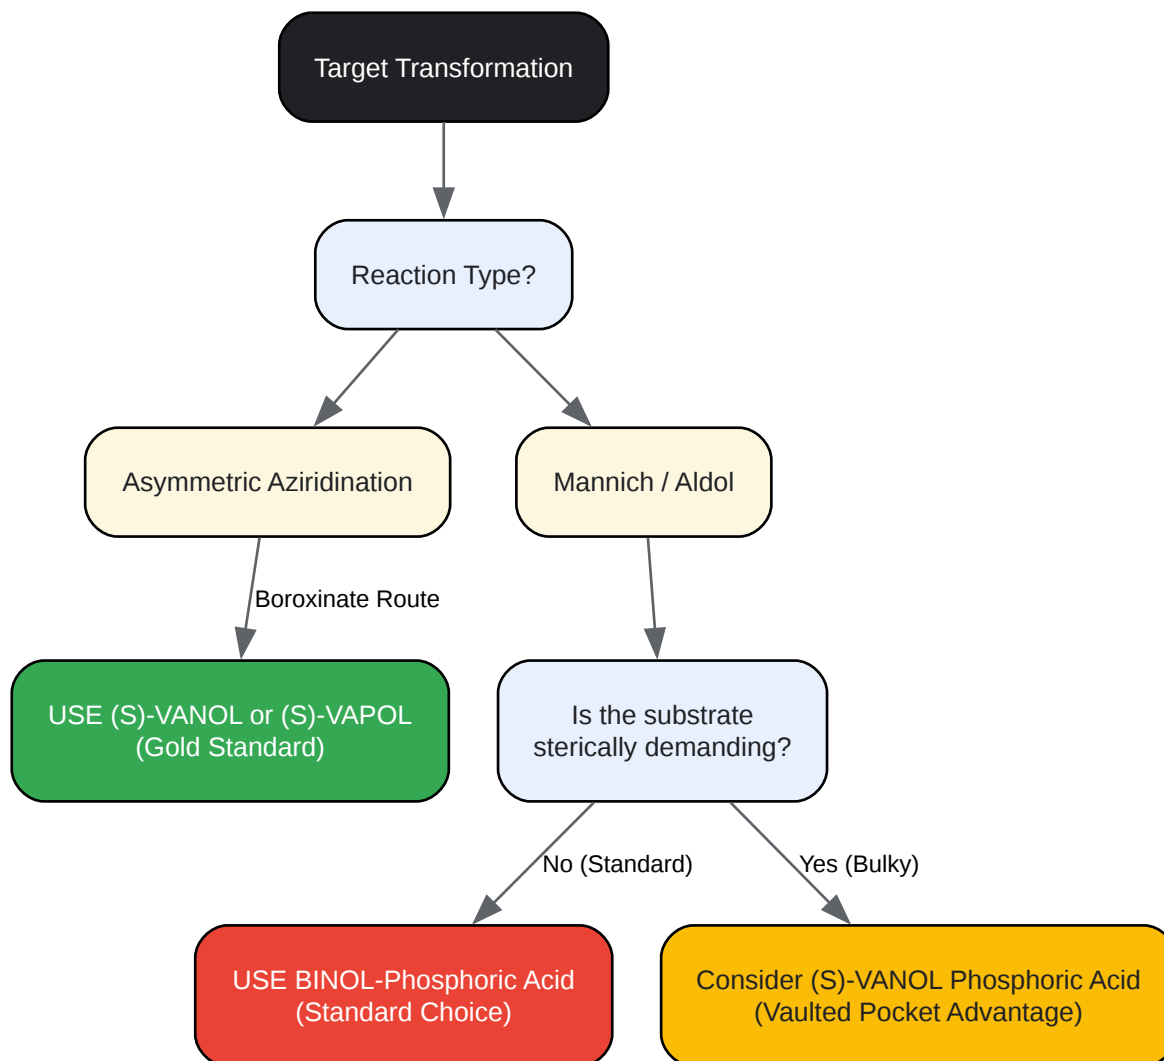 Target Transformation
Reaction Type?
Asymmetric Aziridination
Mannich / Aldol
Boroxinate Route
USE (S)-VANOL or (S)-VAPOL
(Gold Standard)
Is the substrate
sterically demanding?
No (Standard)
Yes (Bulky)
USE BINOL-Phosphoric Acid
(Standard Choice)
Consider (S)-VANOL Phosphoric Acid
(Vaulted Pocket Advantage)